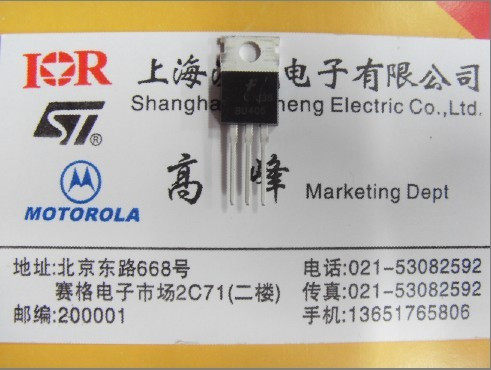 IOR 上海 电子有限公司
ST® Shangha heng Electric Co.,Ltd.
BU406
MOTOROLA 高 峰 Marketing Dept
地址:北京东路668号 电话:021-53082592
赛格电子市场2C71(二楼) 传真:021-53082592
邮编:200001 手机:13651765806